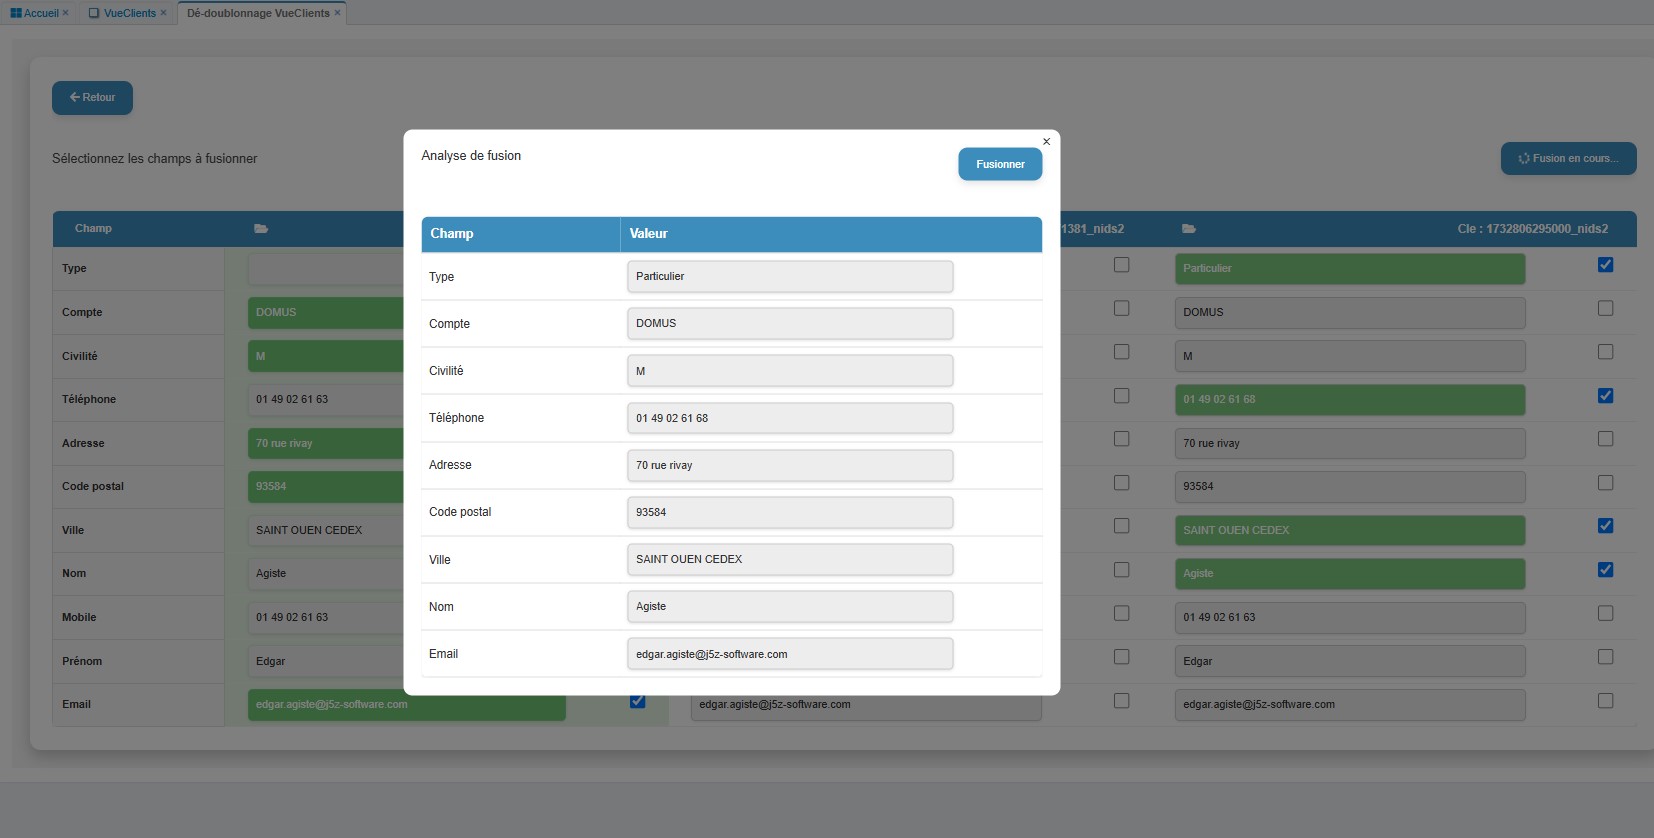 Accueil × VueClients × Dé-doublonnage VueClients ×
Retour
Sélectionnez les champs à fusionner
Fusion en cours...
Champ
1381_nids2
Cle : 1732806295000_nids2
Type
Particulier
Compte DOMUS
DOMUS
Civilité M
M
Téléphone 01 49 02 61 63
01 49 02 61 68
Adresse 70 rue rivay
70 rue rivay
Code postal 93584
93584
Ville SAINT OUEN CEDEX
SAINT OUEN CEDEX
Nom Agiste
Agiste
Mobile 01 49 02 61 63
01 49 02 61 63
Prénom Edgar
Edgar
Email edgar.agiste@j5z-software.com edgar.agiste@j5z-software.com edgar.agiste@j5z-software.com
Analyse de fusion
×
Fusionner
Champ Valeur
Type Particulier
Compte DOMUS
Civilité M
Téléphone 01 49 02 61 68
Adresse 70 rue rivay
Code postal 93584
Ville SAINT OUEN CEDEX
Nom Agiste
Email edgar.agiste@j5z-software.com